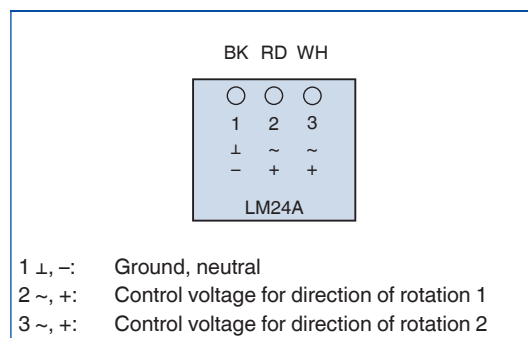 BK RD WH
1 2 3
⊥ ~ ~
– + +
LM24A
1 ⊥, –: Ground, neutral
2 ~, +: Control voltage for direction of rotation 1
3 ~, +: Control voltage for direction of rotation 2